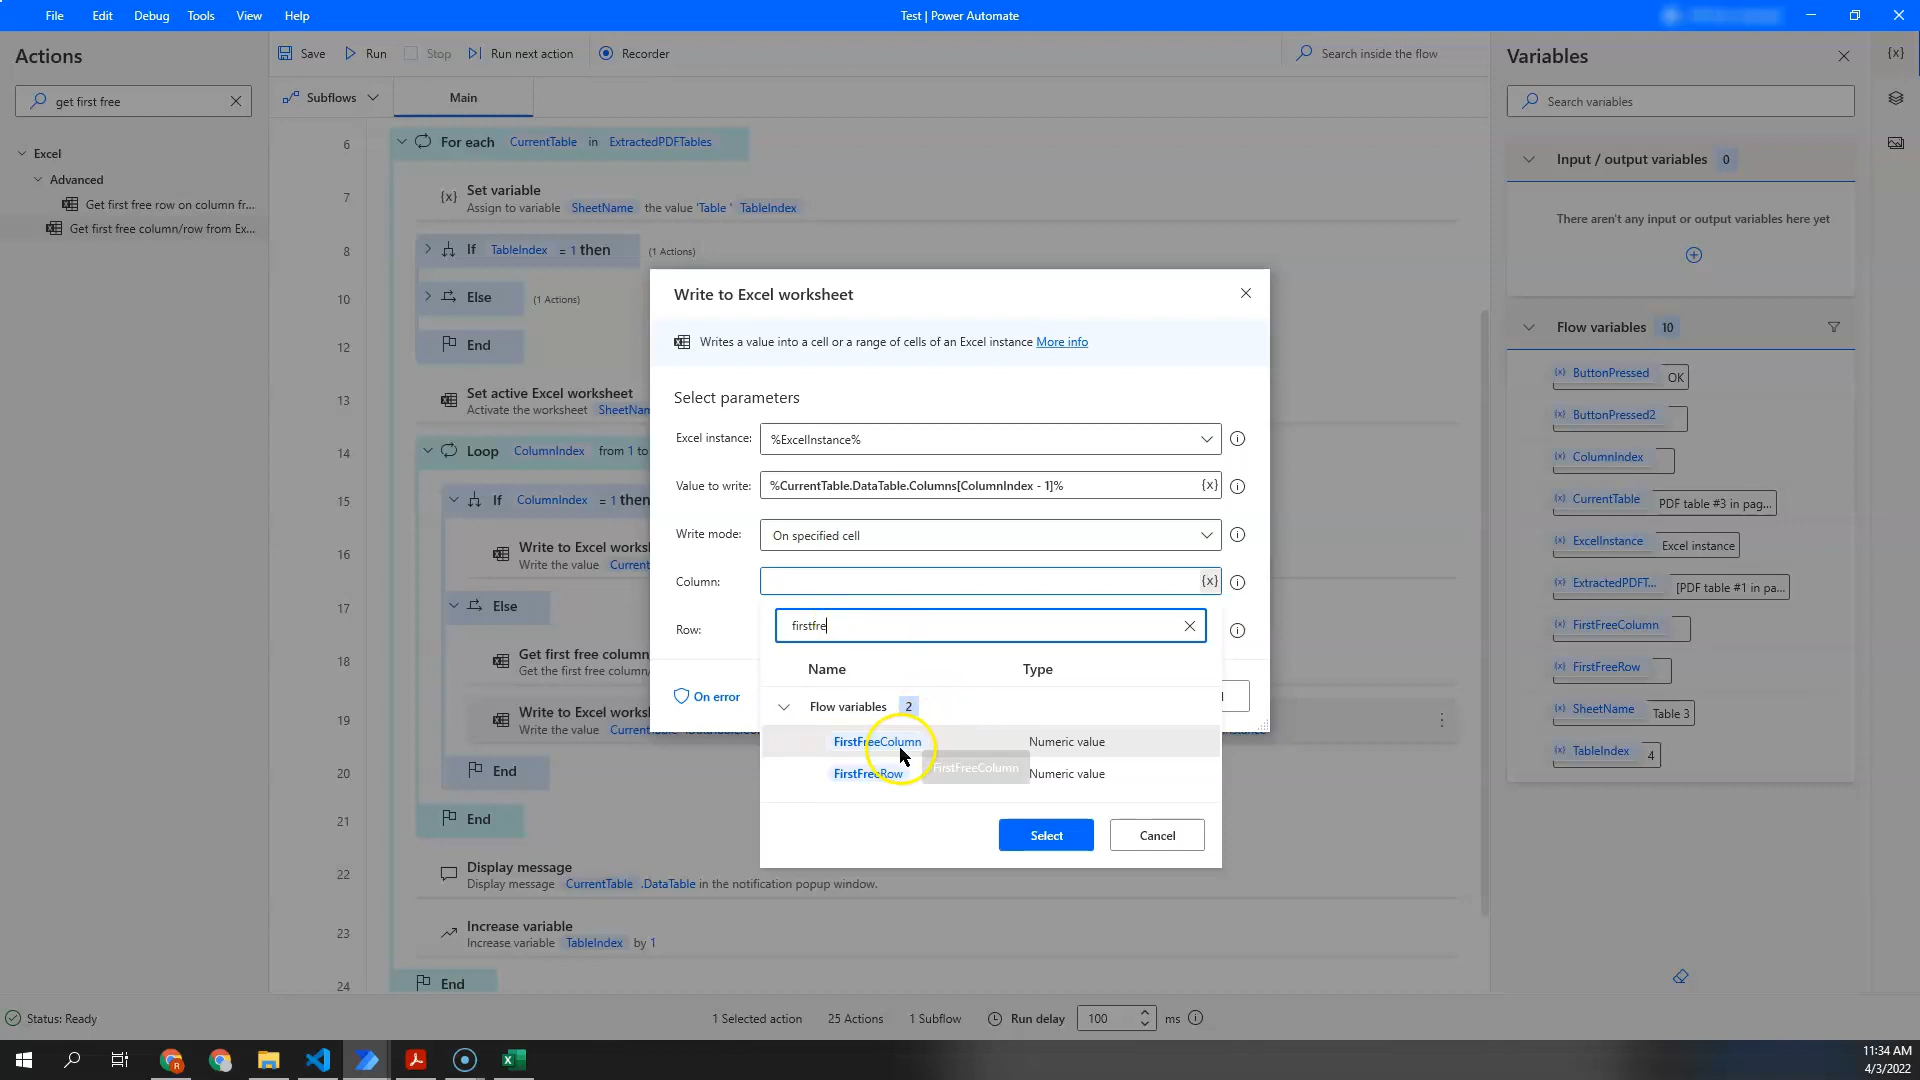 File Edit Debug Tools View Help
Test | Power Automate
Actions
get first free
Excel
Advanced
Get first free row on column fr...
Get first free column/row from Ex...
Save Run Stop Run next action Recorder
Search inside the flow
Subflows Main
6 For each CurrentTable in ExtractedPDFTables
7 {x} Set variable
Assign to variable SheetName the value 'Table ' TableIndex
8 If TableIndex = 1 then (1 Actions)
10 Else (1 Actions)
12 End
13 Set active Excel worksheet
Activate the worksheet SheetNam
14 Loop ColumnIndex from 1 to
15 If ColumnIndex = 1 then
16 Write to Excel worksl
Write the value Current
17 Else
18 Get first free column
Get the first free column/
19 Write to Excel worksl
Write the value Current
20 End
21 End
22 Display message
Display message CurrentTable .DataTable in the notification popup window.
23 Increase variable
Increase variable TableIndex by 1
24 End
Write to Excel worksheet
Writes a value into a cell or a range of cells of an Excel instance More info
Select parameters
Excel instance: %ExcelInstance%
Value to write: %CurrentTable.DataTable.Columns[ColumnIndex - 1]% {x}
Write mode: On specified cell
Column: {x}
Row:
firstfre
Name Type
Flow variables 2
FirstFreeColumn Numeric value
FirstFreeColumn
FirstFreeRow Numeric value
On error
Select Cancel
Variables
{x}
Search variables
Input / output variables 0
There aren't any input or output variables here yet
Flow variables 10
(x) ButtonPressed OK
(x) ButtonPressed2
(x) ColumnIndex
(x) CurrentTable PDF table #3 in pag...
(x) ExcelInstance Excel instance
(x) ExtractedPDFT... [PDF table #1 in pa...
(x) FirstFreeColumn
(x) FirstFreeRow
(x) SheetName Table 3
(x) TableIndex 4
Status: Ready
1 Selected action 25 Actions 1 Subflow Run delay 100 ms
11:34 AM
4/3/2022